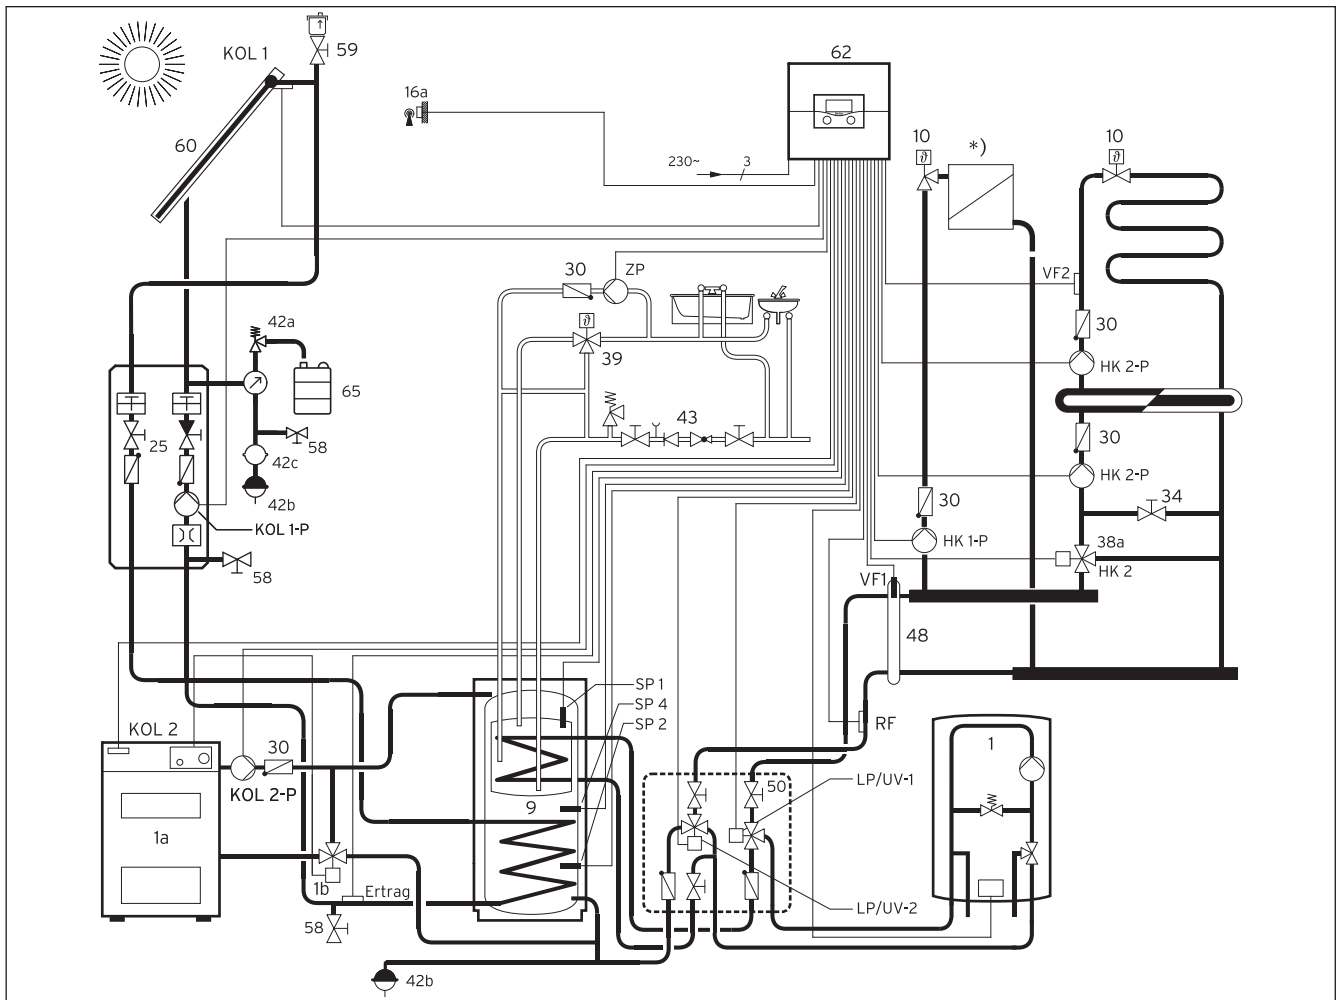 KOL 1
59
62
16a
230~
3
10
*)
10
60
ZP
30
VF2
42a
39
30
HK 2-P
65
25
58
43
30
42c
42b
HK 2-P
KOL 1-P
30
34
HK 1-P
38a
HK 2
58
VF1
48
SP 1
SP 4
SP 2
RF
KOL 2
30
1
KOL 2-P
9
50
LP/UV-1
1a
1b
Ertrag
LP/UV-2
58
42b
ϑ
ϑ
ϑ